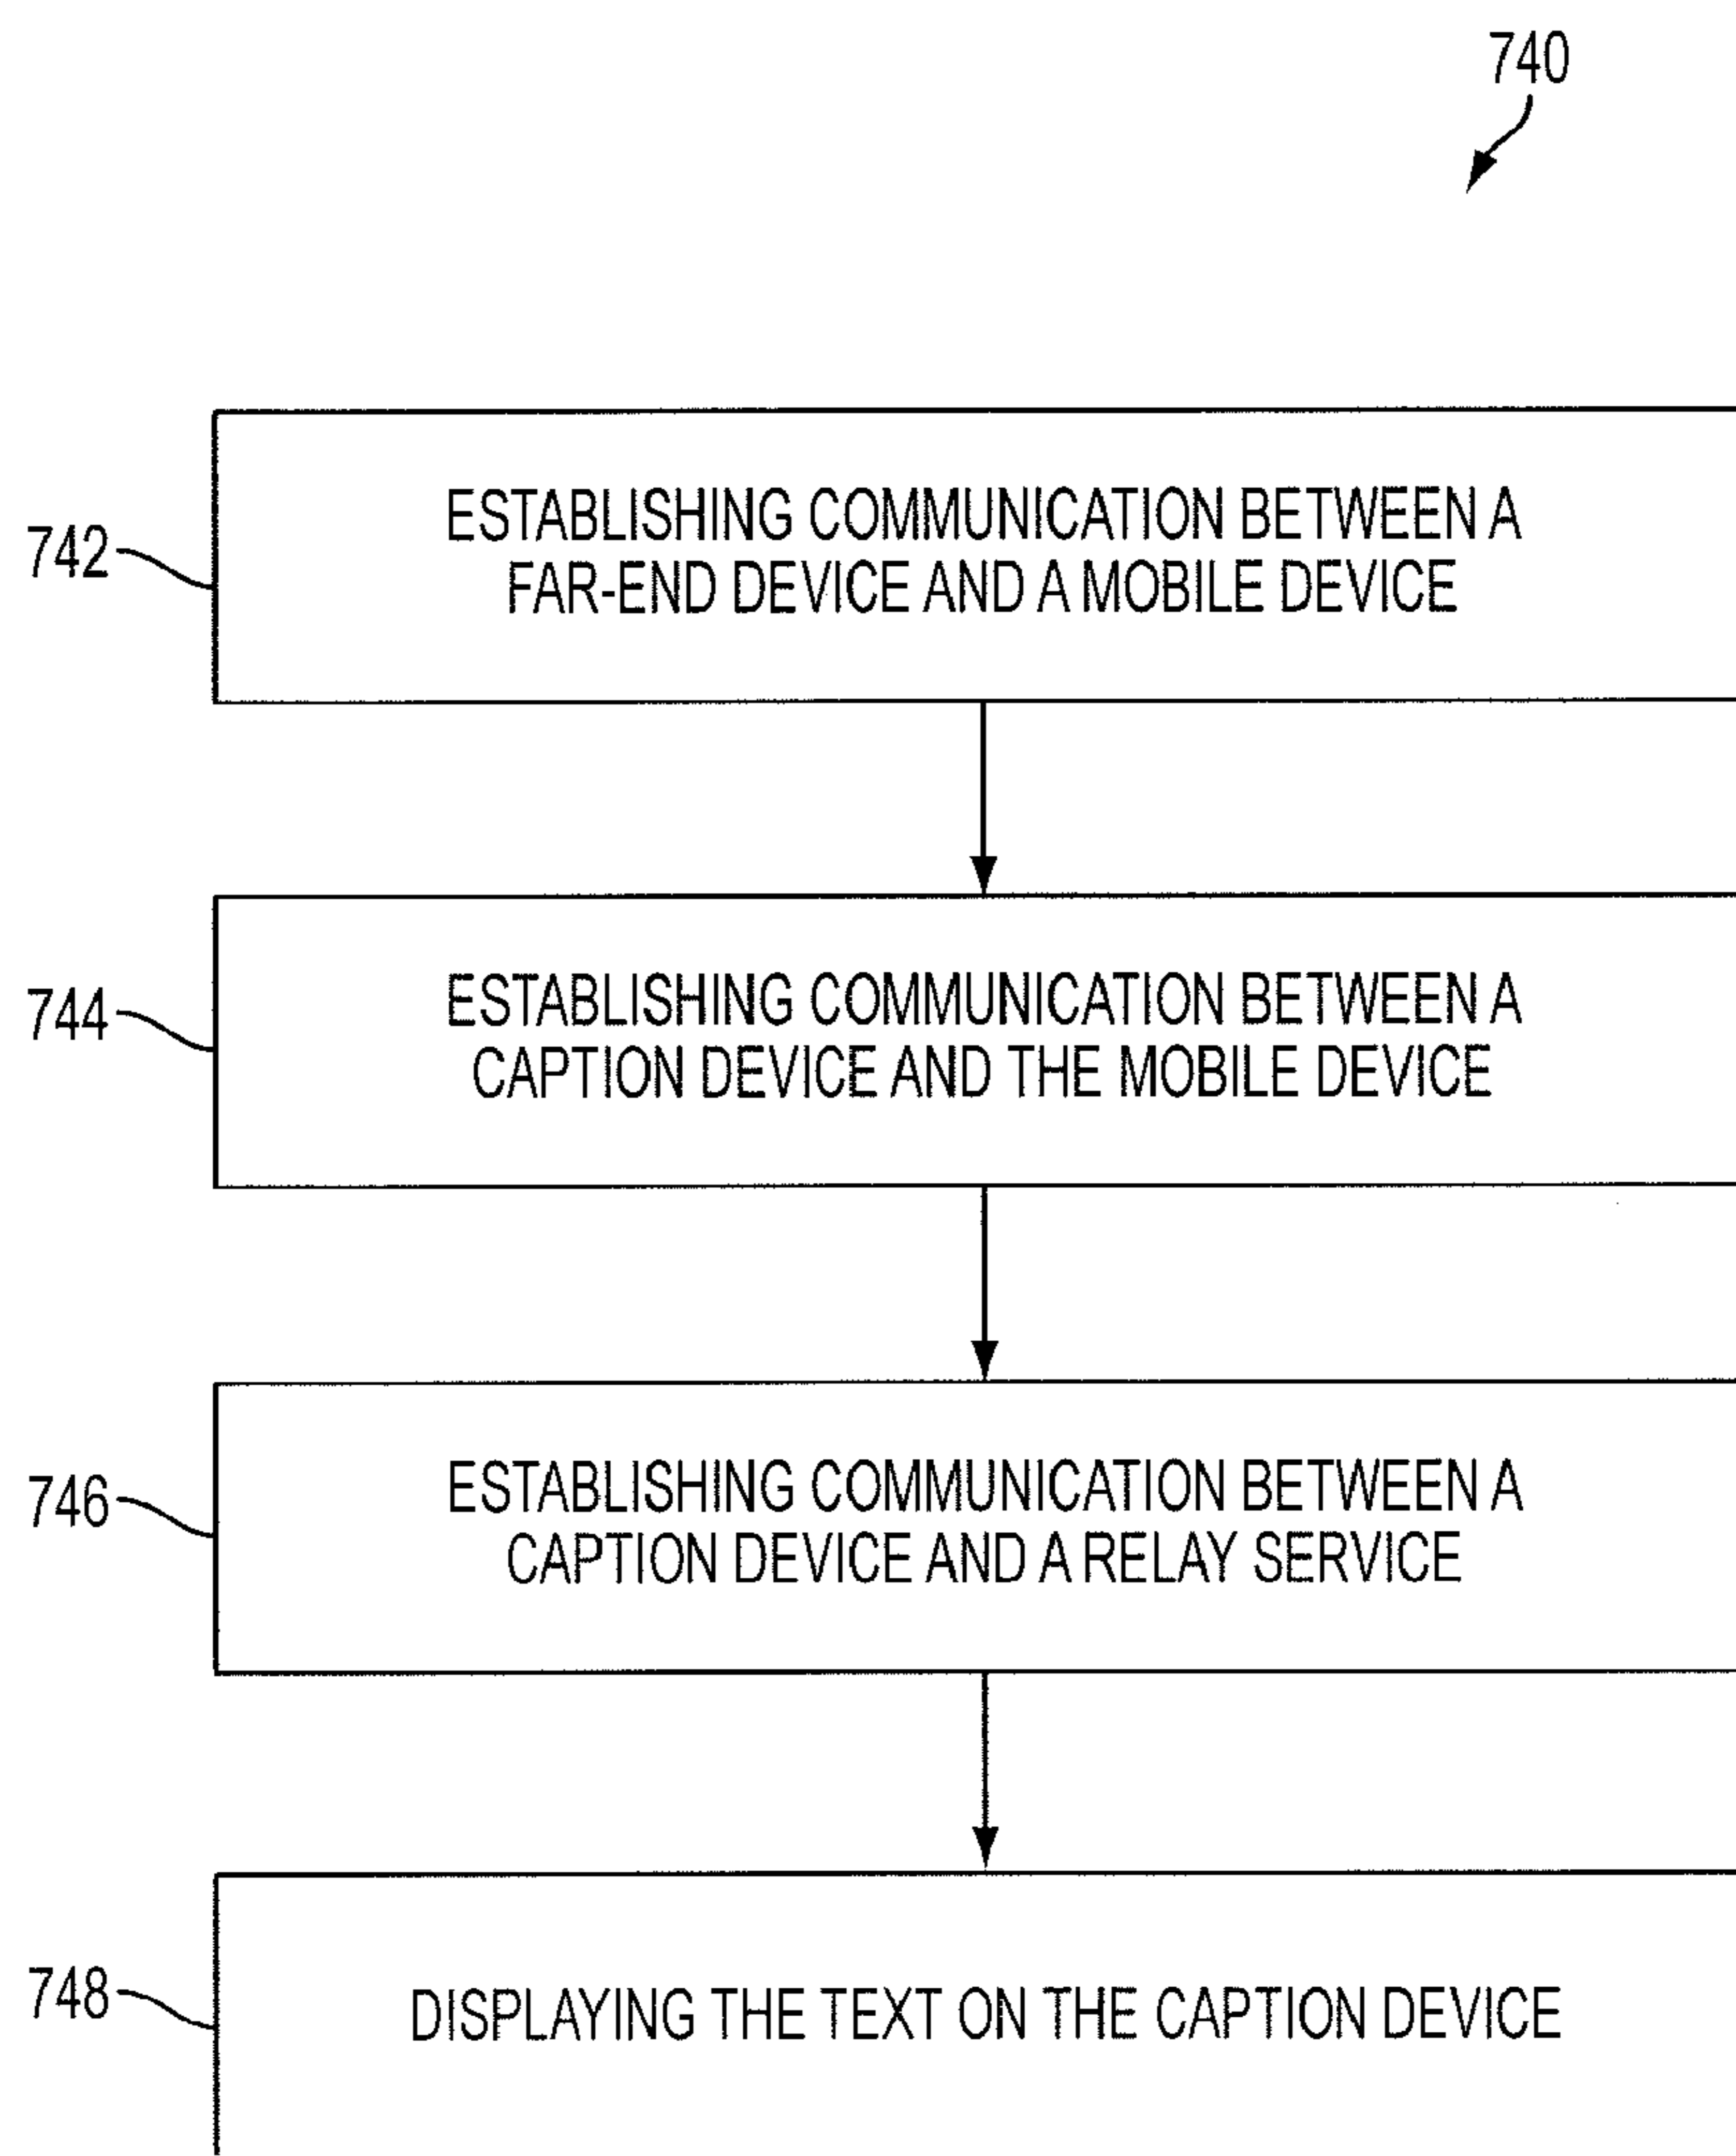 740
742
ESTABLISHING COMMUNICATION BETWEEN A
FAR-END DEVICE AND A MOBILE DEVICE
744
ESTABLISHING COMMUNICATION BETWEEN A
CAPTION DEVICE AND THE MOBILE DEVICE
746
ESTABLISHING COMMUNICATION BETWEEN A
CAPTION DEVICE AND A RELAY SERVICE
748
DISPLAYING THE TEXT ON THE CAPTION DEVICE